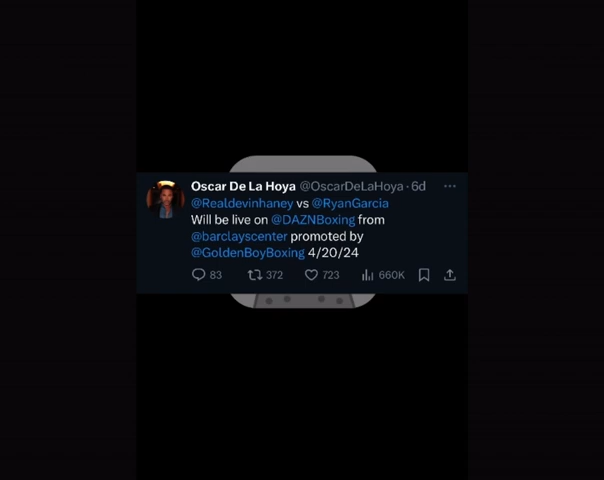 Oscar De La Hoya @OscarDeLaHoya · 6d
@Realdevinhaney vs @RyanGarcia
Will be live on @DAZNBoxing from
@barclayscenter promoted by
@GoldenBoyBoxing 4/20/24
83 372 723 660K